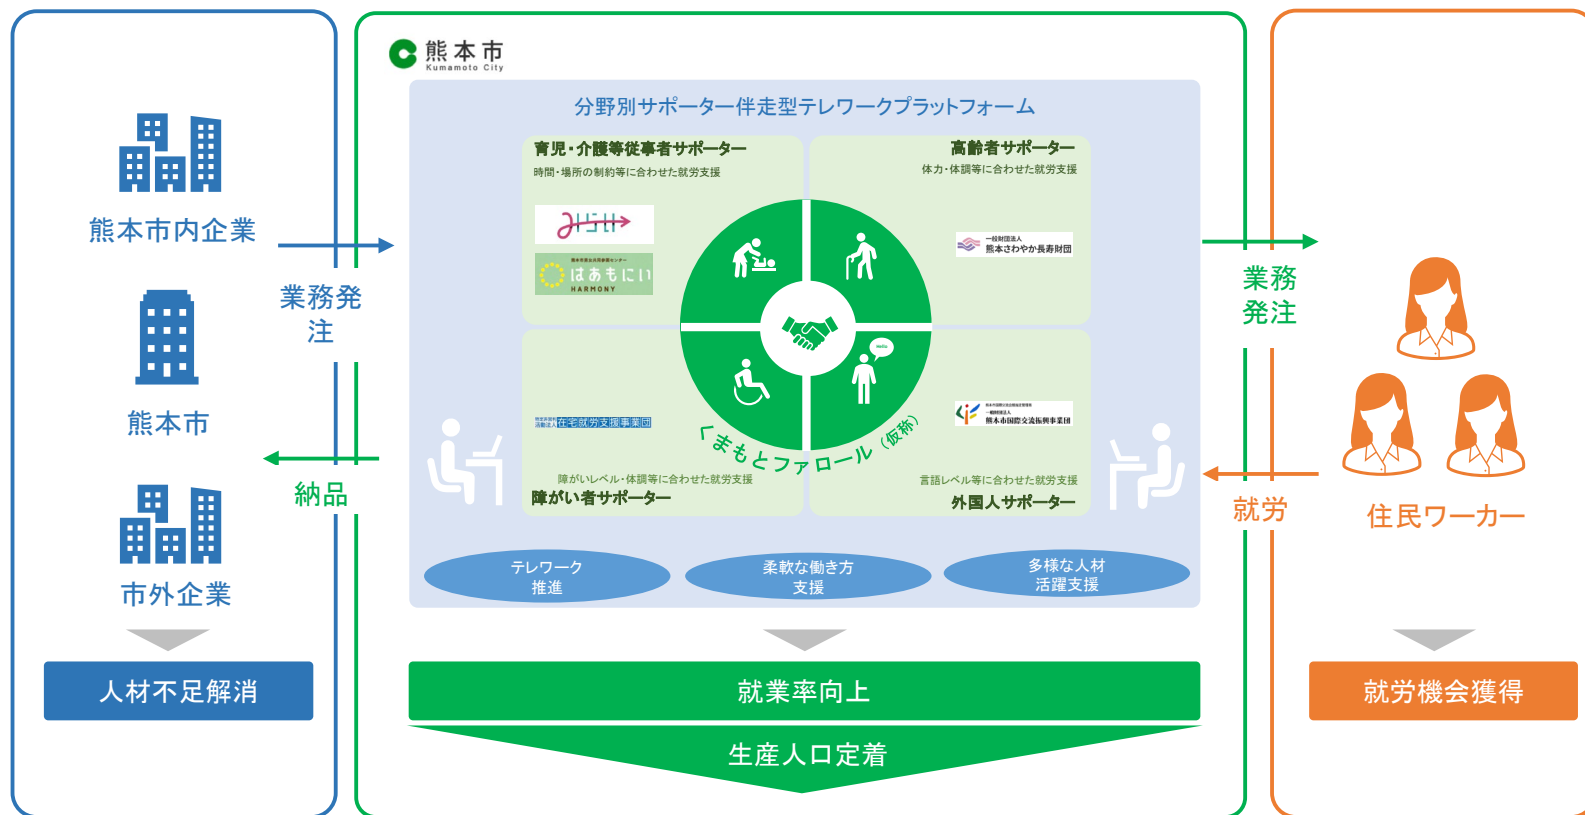 熊本市
Kumamoto City
分野別サポーター伴走型テレワークプラットフォーム
育児・介護等従事者サポーター
時間・場所の制約等に合わせた就労支援
高齢者サポーター
体力・体調等に合わせた就労支援
はあもにい
HARMONY
一般財団法人
熊本さわやか長寿財団
Hello
在宅就労支援事業団
一般財団法人
熊本市国際交流振興事業団
くまもとファロール（仮称）
障がいレベル・体調等に合わせた就労支援
障がい者サポーター
言語レベル等に合わせた就労支援
外国人サポーター
テレワーク
推進
柔軟な働き方
支援
多様な人材
活躍支援
熊本市内企業
熊本市
市外企業
業務発
注
納品
業務
発注
就労
住民ワーカー
人材不足解消
就業率向上
就労機会獲得
生産人口定着